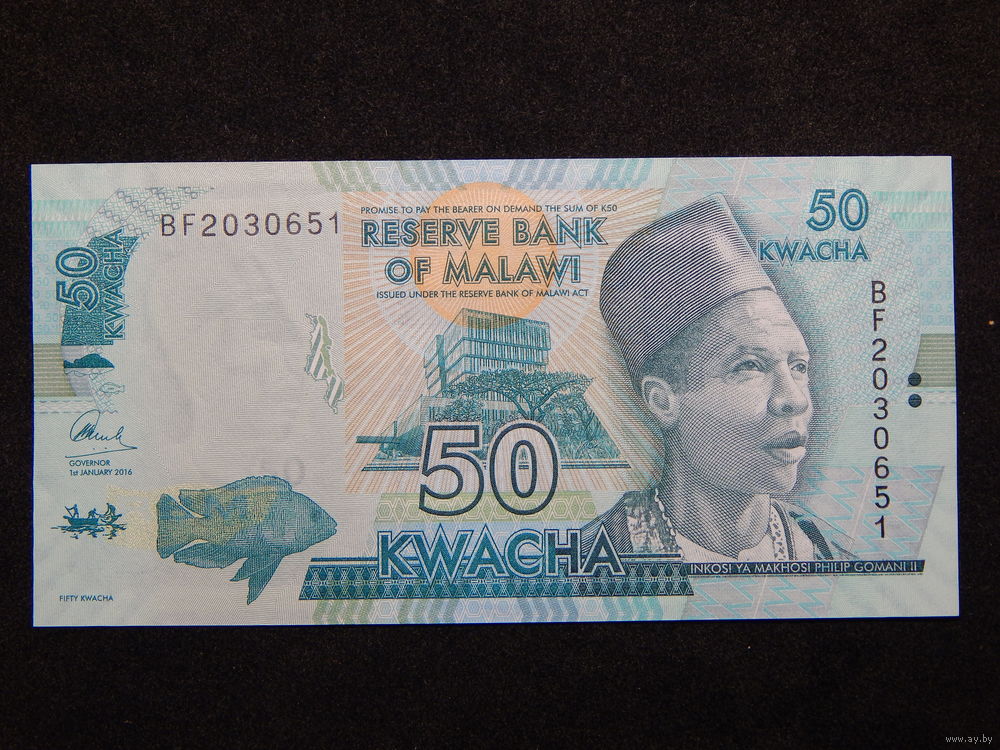 BF2030651
PROMISE TO PAY THE BEARER ON DEMAND THE SUM OF K50
RESERVE BANK
OF MALAWI
ISSUED UNDER THE RESERVE BANK OF MALAWI ACT
50
KWACHA
50
KWACHA
BF2030651
GOVERNOR
1st JANUARY 2016
50
KWACHA
INKOSI YA MAKHOSI PHILIP GOMANI II
FIFTY KWACHA
www.ay.by